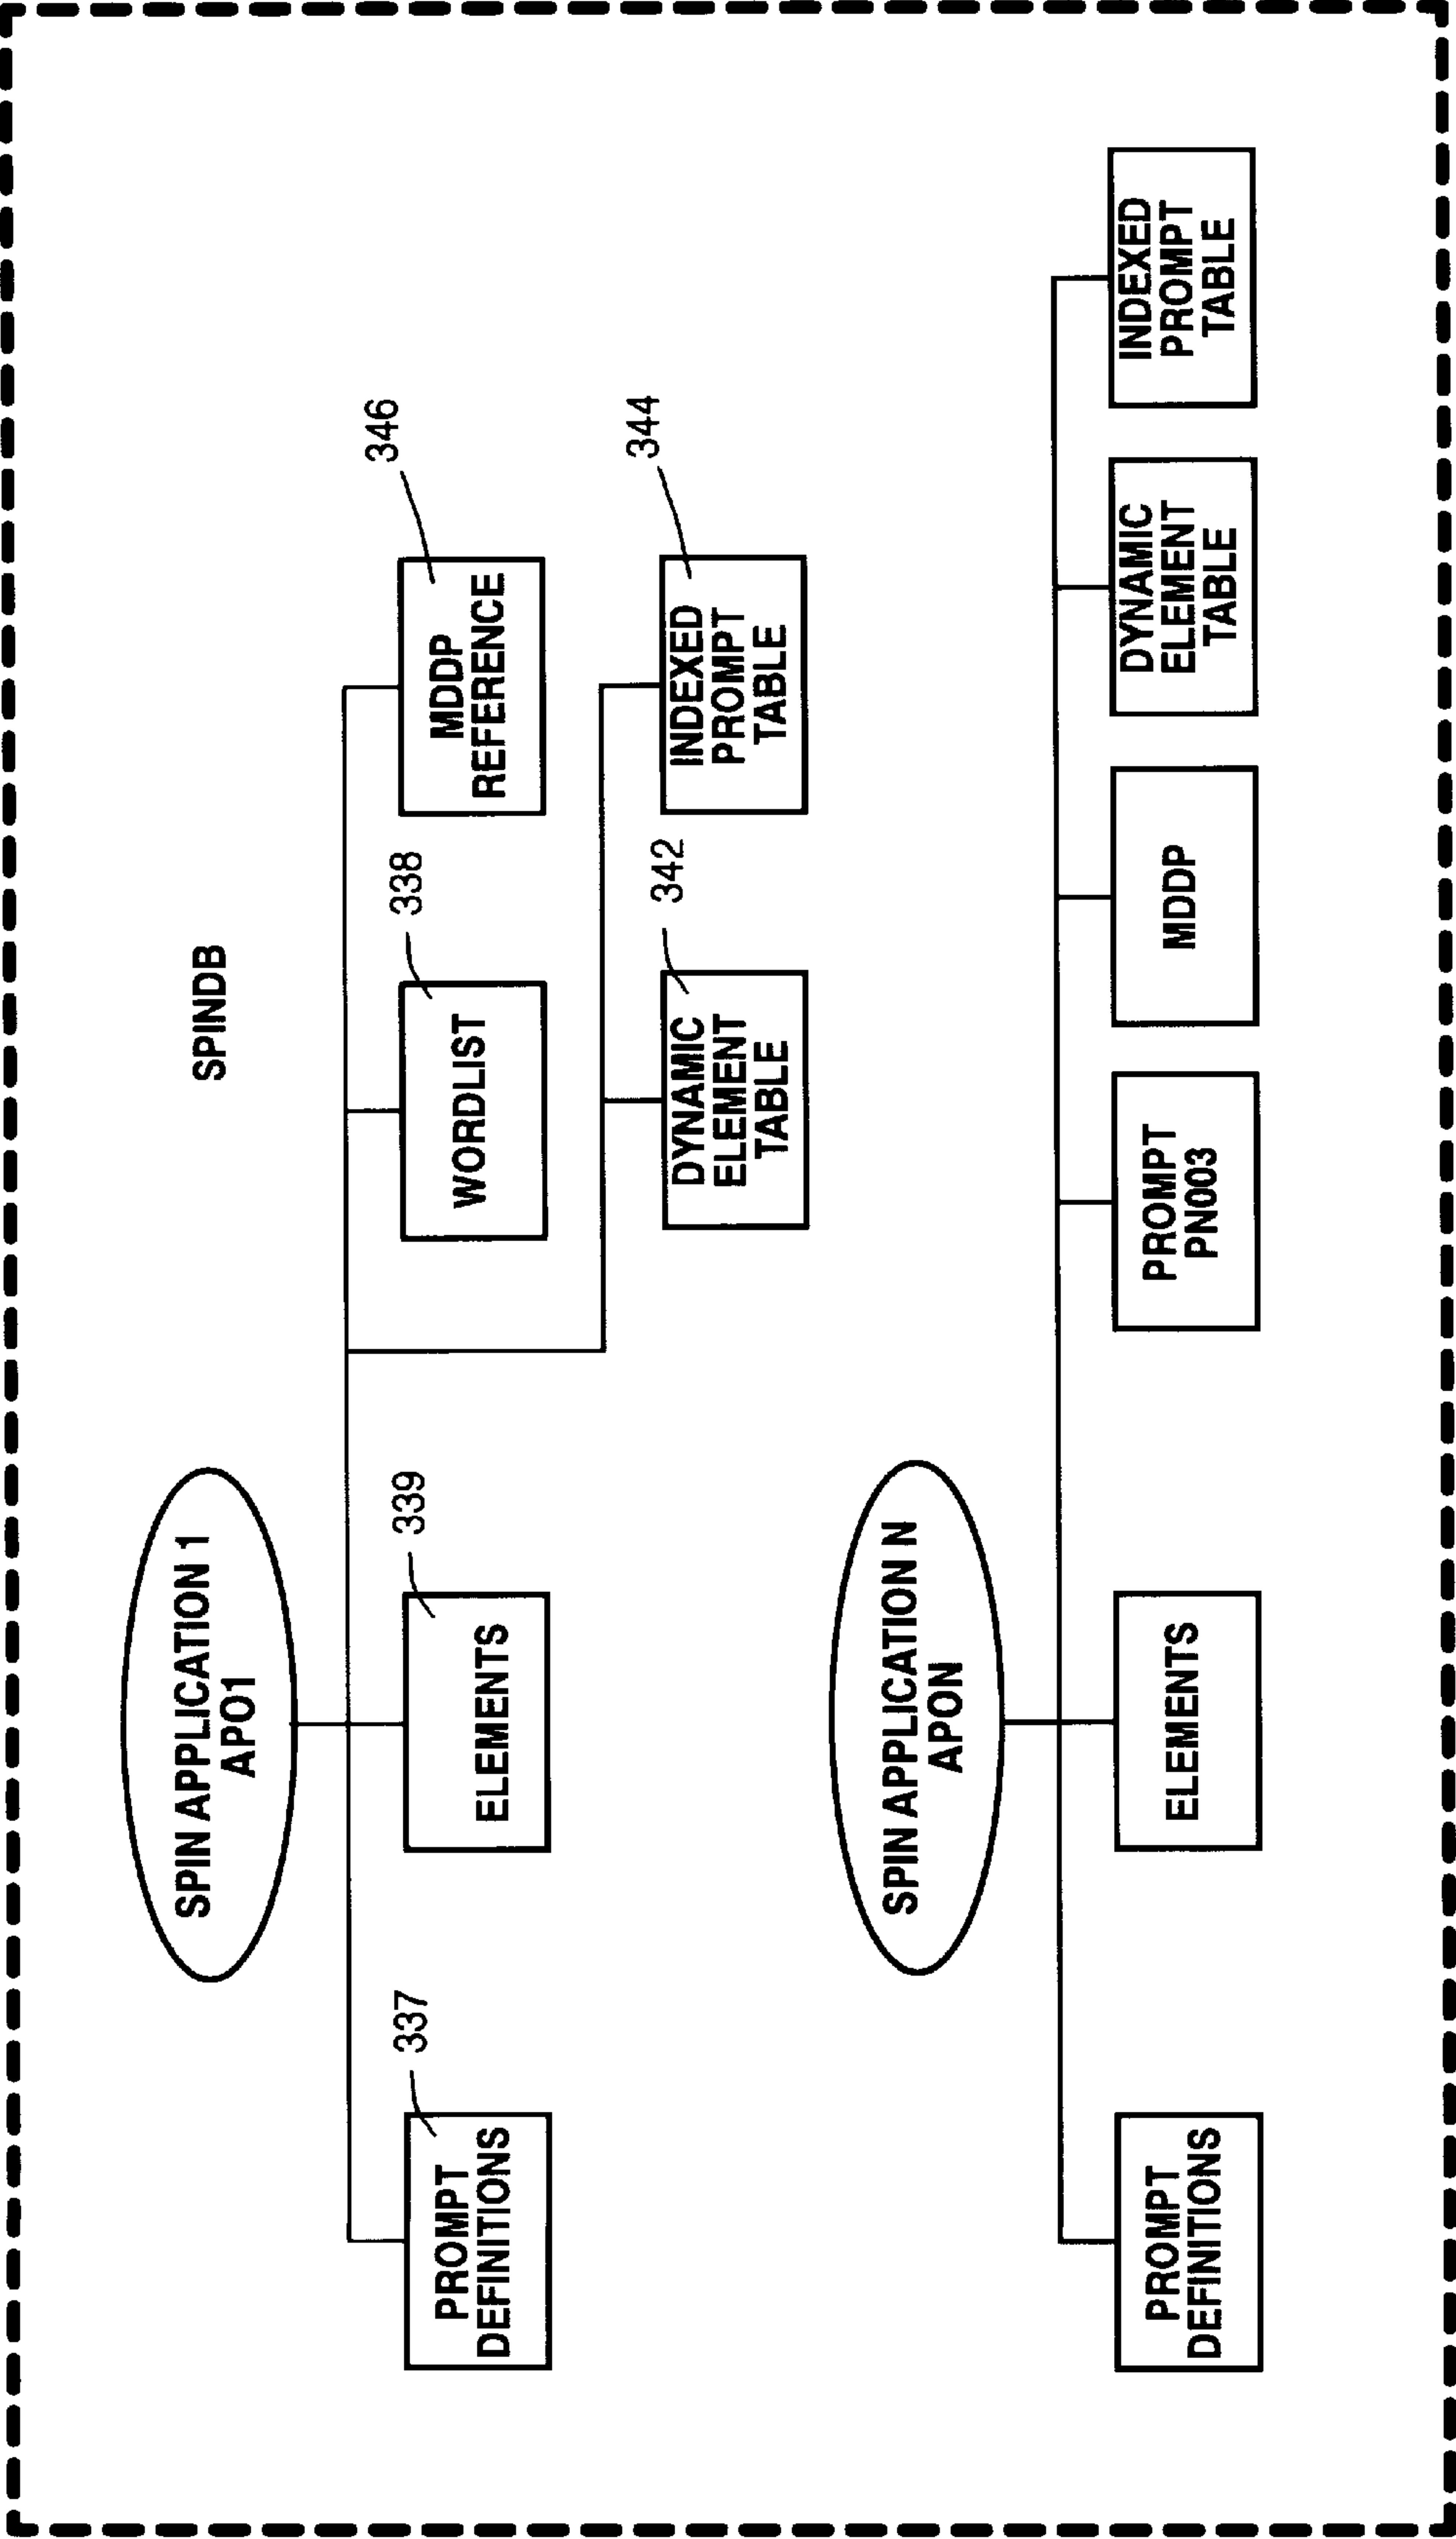 SPINDB
SPIN APPLICATION 1
APO1
337
339
338
346
PROMPT
DEFINITIONS
ELEMENTS
WORDLIST
MDDP
REFERENCE
342
344
DYNAMIC
ELEMENT
TABLE
INDEXED
PROMPT
TABLE
SPIN APPLICATION N
APON
PROMPT
DEFINITIONS
ELEMENTS
PROMPT
PN003
MDDP
DYNAMIC
ELEMENT
TABLE
INDEXED
PROMPT
TABLE